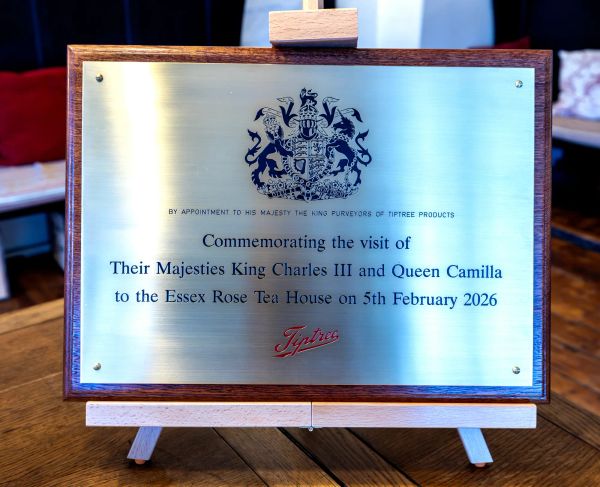 BY APPOINTMENT TO HIS MAJESTY THE KING PURVEYORS OF TIPTREE PRODUCTS
Commemorating the visit of
Their Majesties King Charles III and Queen Camilla
to the Essex Rose Tea House on 5th February 2026
Tiptree